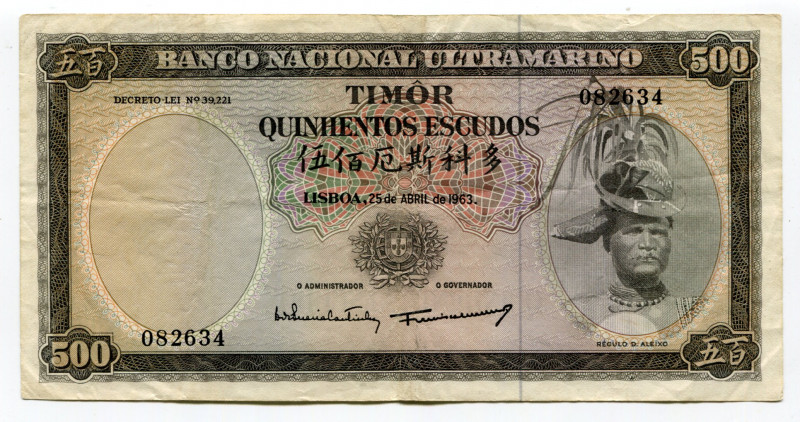 五百 BANCO NACIONAL ULTRAMARINO 500
DECRETO-LEI Nº 39,221 TIMÔR 082634
QUINHENTOS ESCUDOS
伍佰厄斯科多
LISBOA, 25 de ABRIL de 1963.
O ADMINISTRADOR O GOVERNADOR
082634
RÉGULO D. ALEIXO
500 五百